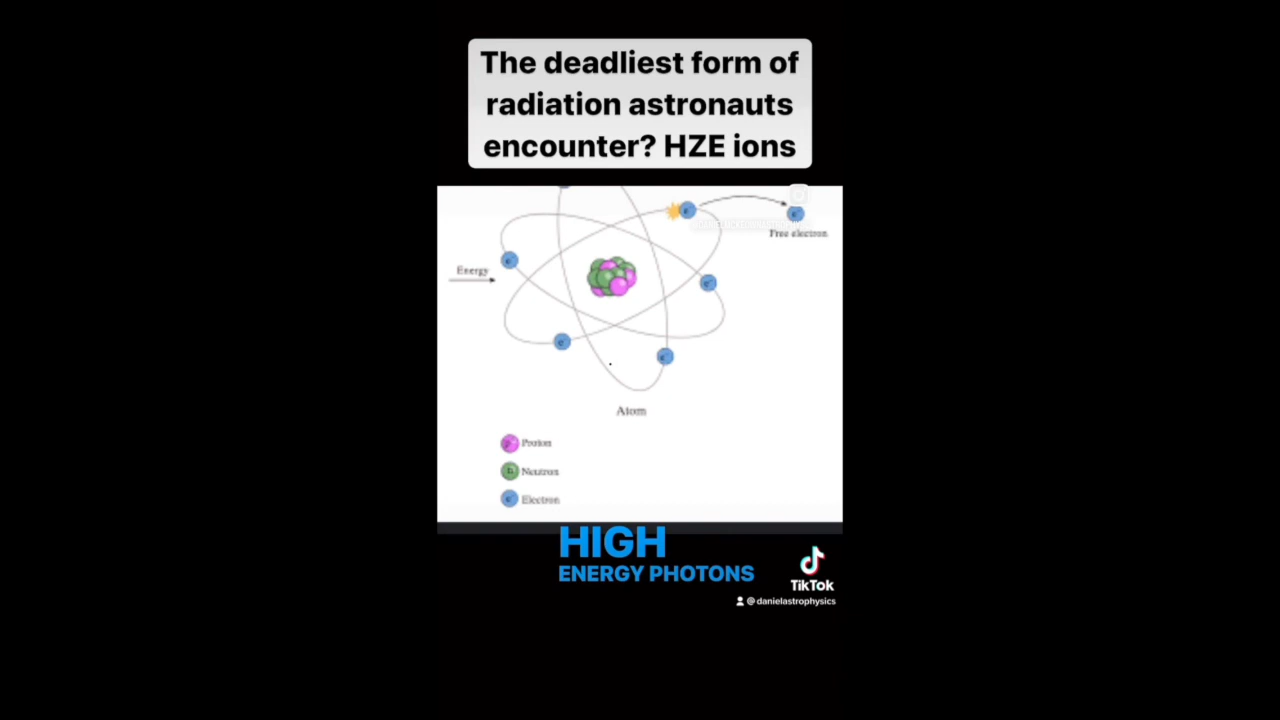 The deadliest form of
radiation astronauts
encounter? HZE ions
e⁻
e⁻
Free electron
e⁻
Energy
e⁻
e⁻
e⁻
Atom
Proton
n
Neutron
e⁻
Electron
HIGH
ENERGY PHOTONS
TikTok
@danielastrophysics